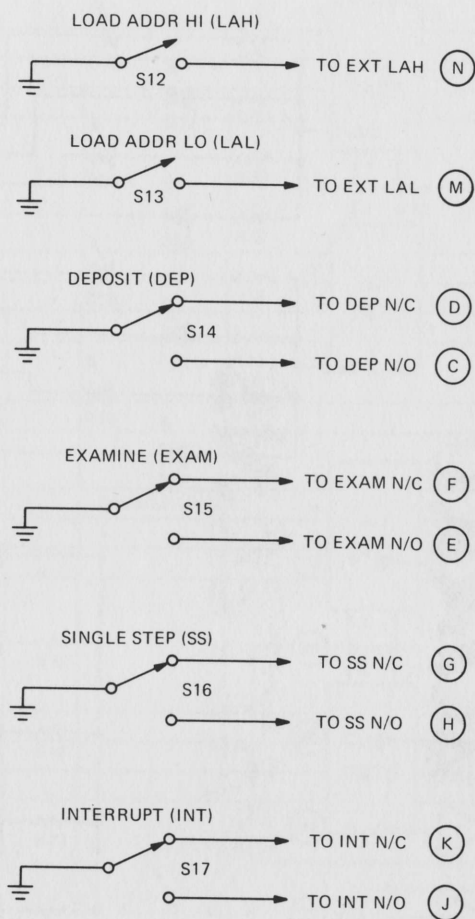 LOAD ADDR HI (LAH)
S12
TO EXT LAH N
LOAD ADDR LO (LAL)
S13
TO EXT LAL M
DEPOSIT (DEP)
TO DEP N/C D
S14
TO DEP N/O C
EXAMINE (EXAM)
TO EXAM N/C F
S15
TO EXAM N/O E
SINGLE STEP (SS)
TO SS N/C G
S16
TO SS N/O H
INTERRUPT (INT)
TO INT N/C K
S17
TO INT N/O J